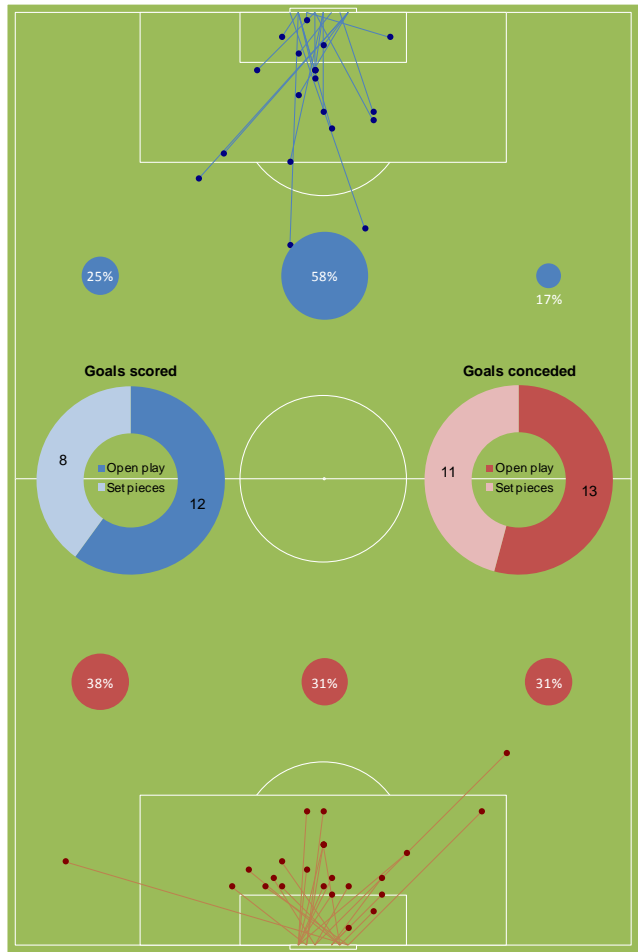 25%
58%
17%
Goals scored
Goals conceded
8
Open play
Set pieces
12
11
Open play
Set pieces
13
38%
31%
31%